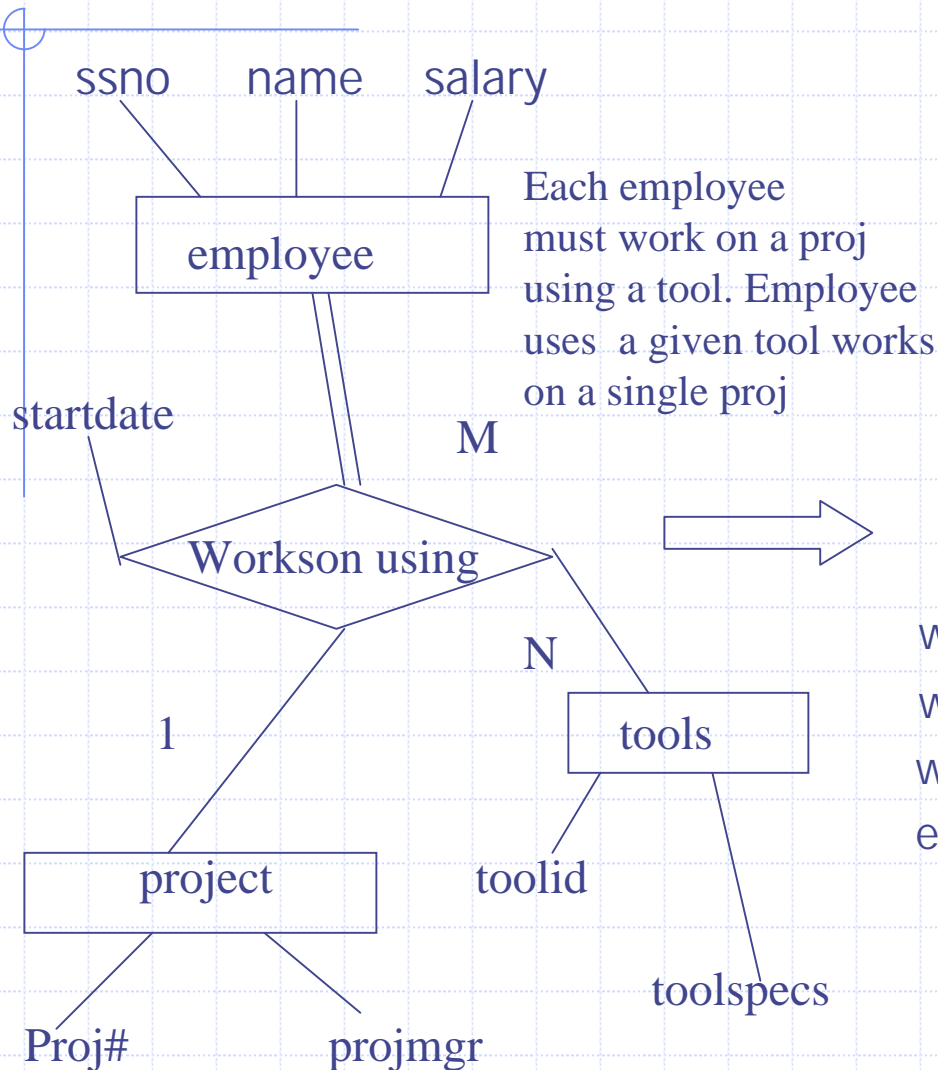 ssno name salary
Each employee
must work on a proj
using a tool. Employee
uses a given tool works
on a single proj
employee
startdate
M
Workson using
N
1
tools
project
toolid
toolspecs
Proj# projmgr